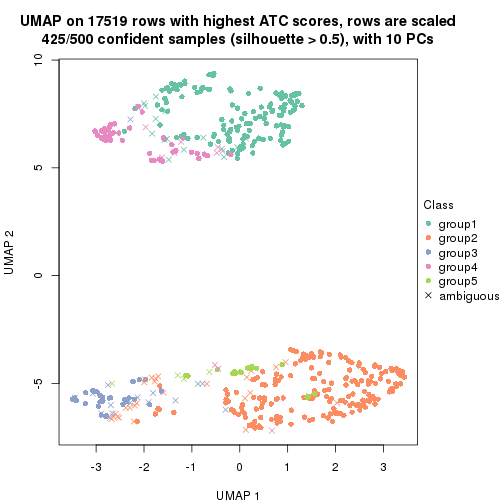 UMAP on 17519 rows with highest ATC scores, rows are scaled
425/500 confident samples (silhouette > 0.5), with 10 PCs
10
5
0
-5
UMAP 2
-3
-2
-1
0
1
2
3
UMAP 1
Class
group1
group2
group3
group4
group5
ambiguous